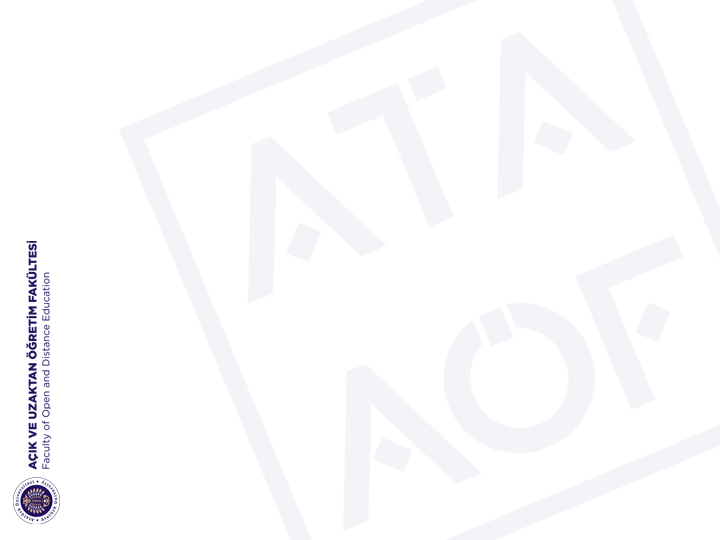 ATA
AÖF
AÇIK VE UZAKTAN ÖĞRETİM FAKÜLTESİ
Faculty of Open and Distance Education